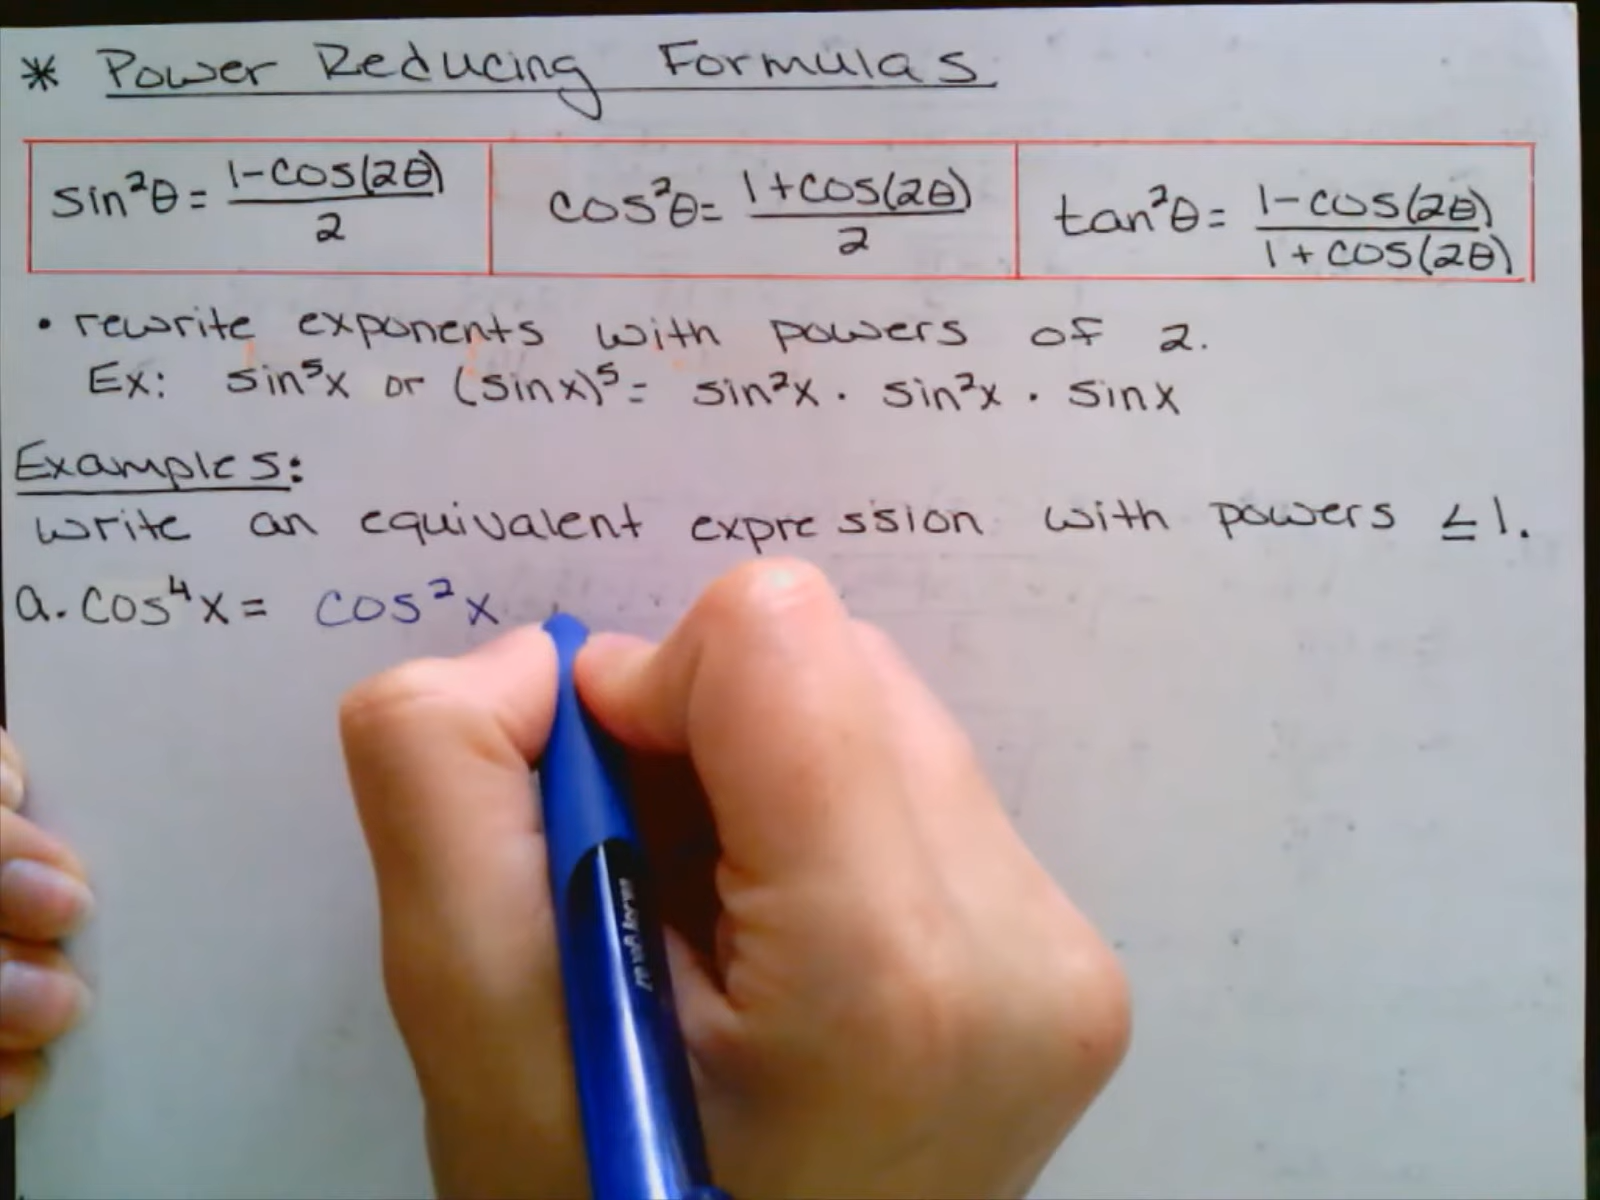 * Power Reducing Formulas
sin²θ = 1-cos(2θ)/2 cos²θ = 1+cos(2θ)/2 tan²θ = 1-cos(2θ)/1+cos(2θ)
• rewrite exponents with powers of 2.
Ex: sin⁵x or (sinx)⁵ = sin²x · sin²x · sinx
Examples:
write an equivalent expression with powers ≤ 1.
a. cos⁴x = cos²x